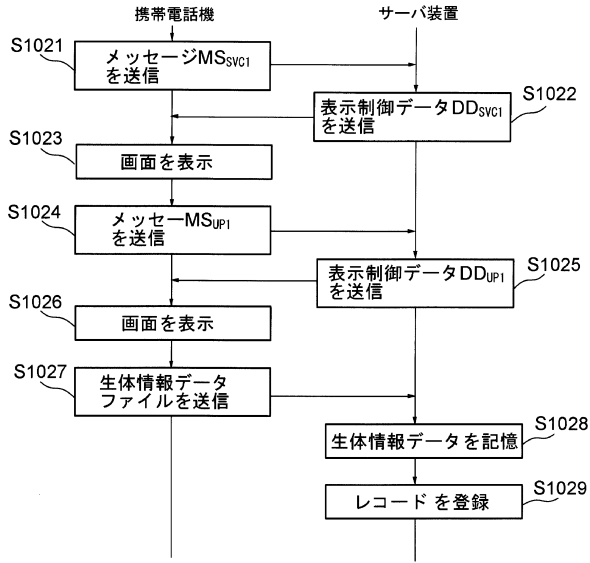 携帯電話機
サーバ装置
S1021
メッセージMSSVC1
を送信
S1022
表示制御データDDSVC1
を送信
S1023
画面を表示
S1024
メッセーMSUP1
を送信
S1025
表示制御データDDUP1
を送信
S1026
画面を表示
S1027
生体情報データ
ファイルを送信
S1028
生体情報データを記憶
S1029
レコードを登録